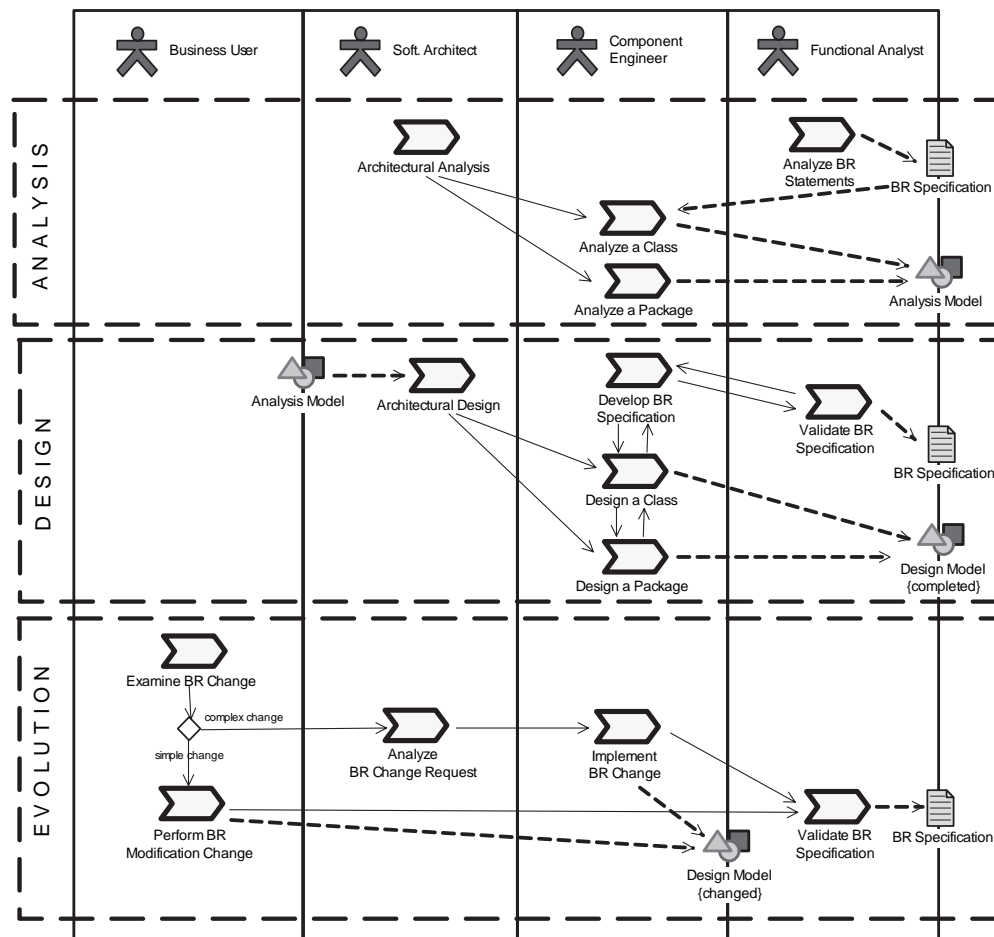 Business User
Soft. Architect
Component
Engineer
Functional Analyst
ANALYSIS
Architectural Analysis
Analyze BR
Statements
BR Specification
Analyze a Class
Analyze a Package
Analysis Model
DESIGN
Analysis Model
Architectural Design
Develop BR
Specification
Validate BR
Specification
BR Specification
Design a Class
Design a Package
Design Model
{completed}
EVOLUTION
Examine BR Change
complex change
simple change
Analyze
BR Change Request
Implement
BR Change
Perform BR
Modification Change
Validate BR
Specification
BR Specification
Design Model
{changed}